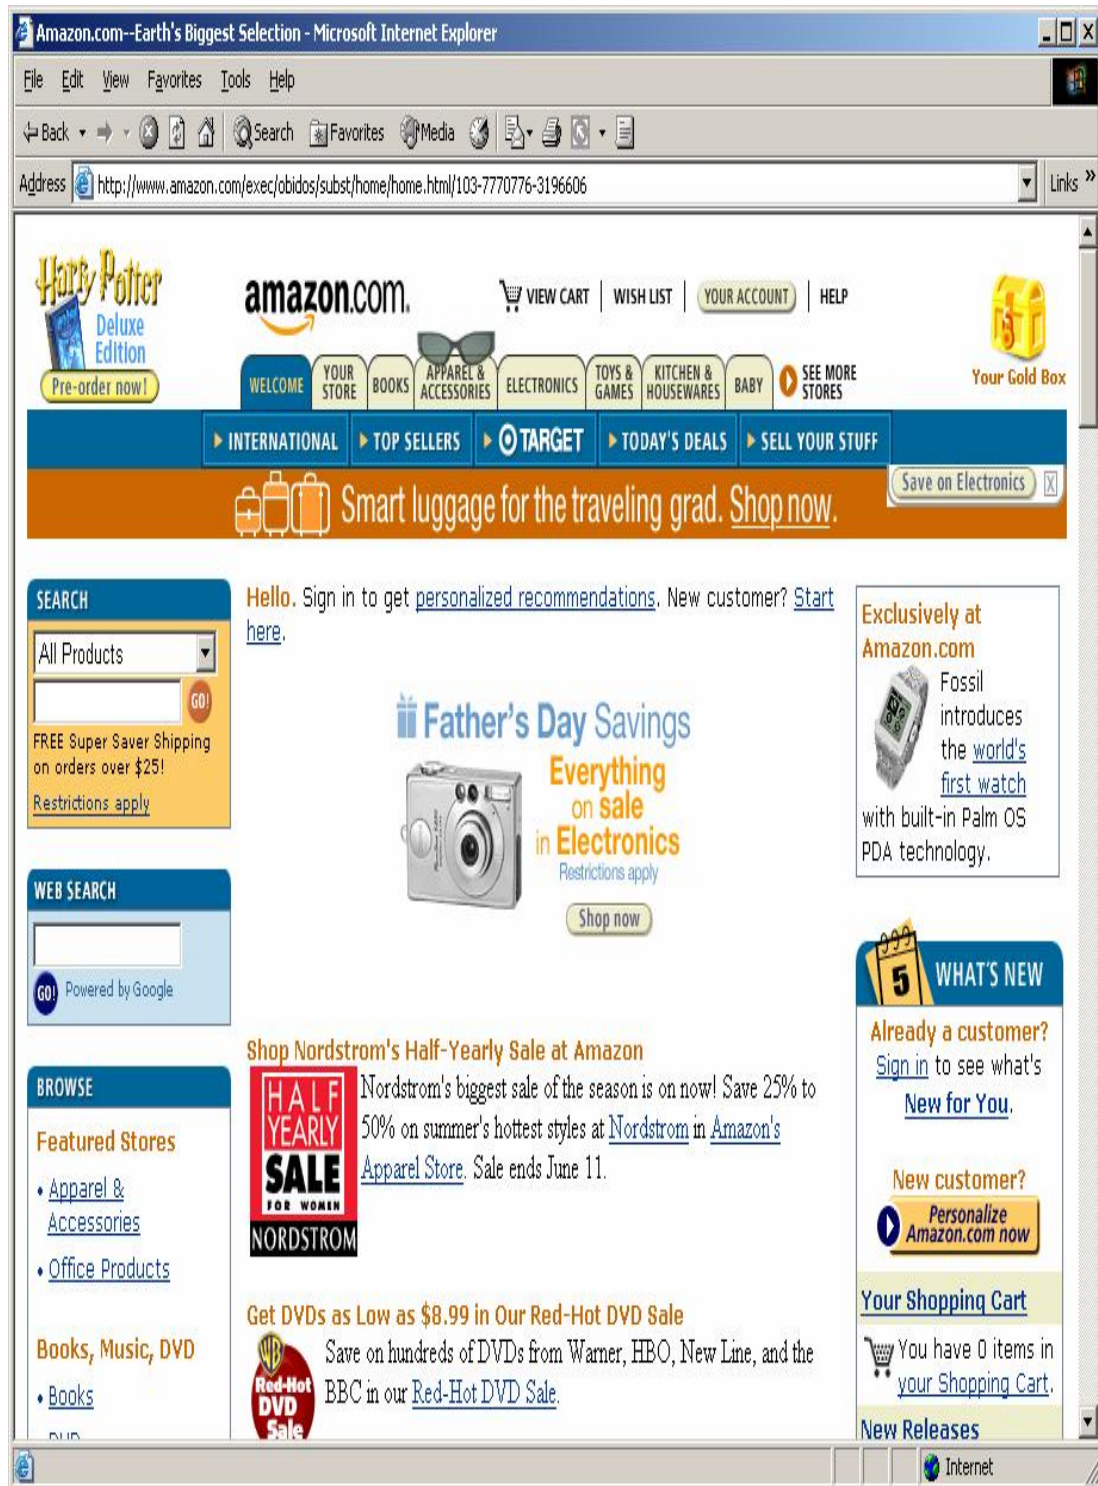 Amazon.com--Earth's Biggest Selection - Microsoft Internet Explorer
File Edit View Favorites Tools Help
Back Search Favorites Media
Address http://www.amazon.com/exec/obidos/subst/home/home.html/103-7770776-3196606 Links »
Harry Potter
Deluxe
Edition
Pre-order now!
amazon.com.
VIEW CART | WISH LIST | YOUR ACCOUNT | HELP
Your Gold Box
WELCOME
YOUR
STORE
BOOKS
APPAREL &
ACCESSORIES
ELECTRONICS
TOYS &
GAMES
KITCHEN &
HOUSEWARES
BABY
SEE MORE
STORES
INTERNATIONAL TOP SELLERS TARGET TODAY'S DEALS SELL YOUR STUFF
Smart luggage for the traveling grad. Shop now.
Save on Electronics X
SEARCH
All Products
GO!
FREE Super Saver Shipping
on orders over $25!
Restrictions apply
WEB SEARCH
GO! Powered by Google
BROWSE
Featured Stores
• Apparel &
Accessories
• Office Products
Books, Music, DVD
• Books
DVD
Hello. Sign in to get personalized recommendations. New customer? Start
here.
Father's Day Savings
Everything
on sale
in Electronics
Restrictions apply
Shop now
Shop Nordstrom's Half-Yearly Sale at Amazon
HALF
YEARLY
SALE
FOR WOMEN
NORDSTROM
Nordstrom's biggest sale of the season is on now! Save 25% to
50% on summer's hottest styles at Nordstrom in Amazon's
Apparel Store. Sale ends June 11.
Get DVDs as Low as $8.99 in Our Red-Hot DVD Sale
WB
Red-Hot
DVD
Sale
Save on hundreds of DVDs from Warner, HBO, New Line, and the
BBC in our Red-Hot DVD Sale.
Exclusively at
Amazon.com
Fossil
introduces
the world's
first watch
with built-in Palm OS
PDA technology.
5 WHAT'S NEW
Already a customer?
Sign in to see what's
New for You.
New customer?
Personalize
Amazon.com now
Your Shopping Cart
You have 0 items in
your Shopping Cart.
New Releases
Internet